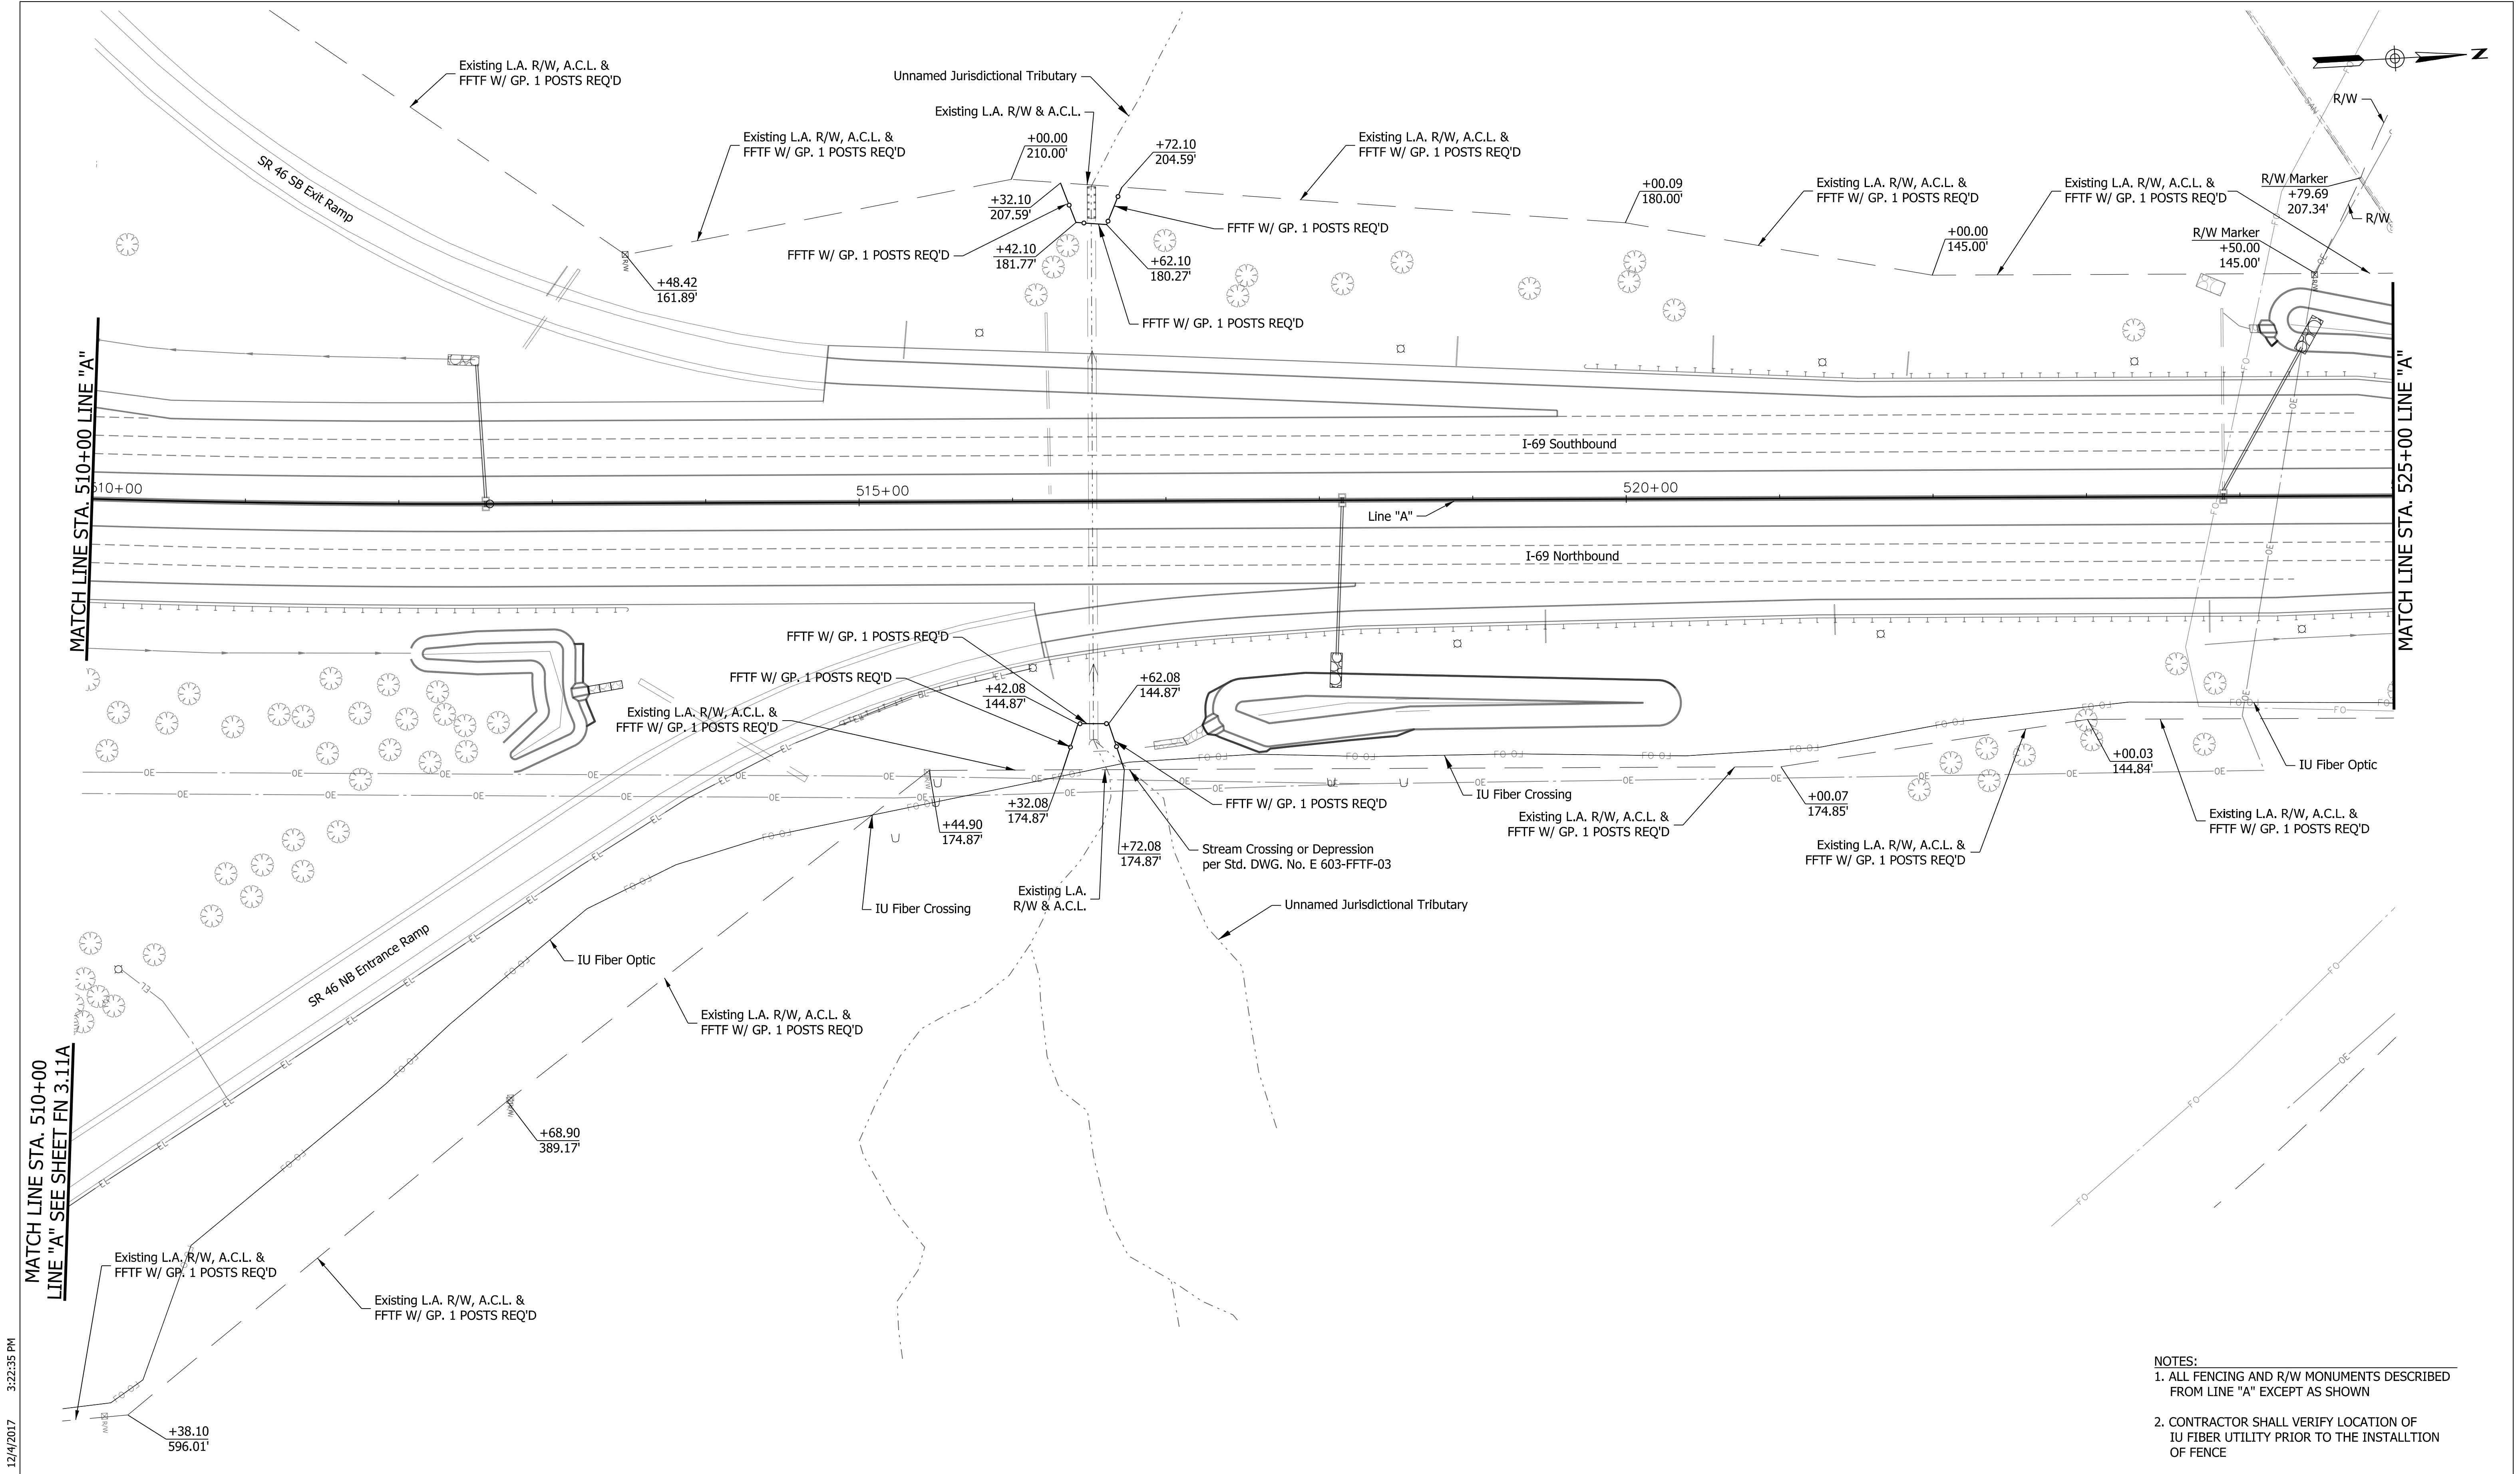 Existing L.A. R/W, A.C.L. &
FFTF W/ GP. 1 POSTS REQ'D
Unnamed Jurisdictional Tributary
Existing L.A. R/W & A.C.L.
Existing L.A. R/W, A.C.L. &
FFTF W/ GP. 1 POSTS REQ'D
+00.00
210.00'
+72.10
204.59'
Existing L.A. R/W, A.C.L. &
FFTF W/ GP. 1 POSTS REQ'D
N
SAN
FO
R/W
SR 46 SB Exit Ramp
+32.10
207.59'
FFTF W/ GP. 1 POSTS REQ'D
+42.10
181.77'
FFTF W/ GP. 1 POSTS REQ'D
+62.10
180.27'
FFTF W/ GP. 1 POSTS REQ'D
+00.09
180.00'
Existing L.A. R/W, A.C.L. &
FFTF W/ GP. 1 POSTS REQ'D
Existing L.A. R/W, A.C.L. &
FFTF W/ GP. 1 POSTS REQ'D
R/W Marker
+79.69
207.34'
R/W
+00.00
145.00'
R/W Marker
+50.00
145.00'
R/W
+48.42
161.89'
R/W
OE
FO
MATCH LINE STA. 510+00 LINE "A"
510+00
515+00
520+00
I-69 Southbound
Line "A"
I-69 Northbound
MATCH LINE STA. 525+00 LINE "A"
FFTF W/ GP. 1 POSTS REQ'D
FFTF W/ GP. 1 POSTS REQ'D
+42.08
144.87'
+62.08
144.87'
Existing L.A. R/W, A.C.L. &
FFTF W/ GP. 1 POSTS REQ'D
+32.08
174.87'
+44.90
174.87'
+72.08
174.87'
FFTF W/ GP. 1 POSTS REQ'D
Stream Crossing or Depression
per Std. DWG. No. E 603-FFTF-03
IU Fiber Crossing
Existing L.A. R/W, A.C.L. &
FFTF W/ GP. 1 POSTS REQ'D
+00.07
174.85'
Existing L.A. R/W, A.C.L. &
FFTF W/ GP. 1 POSTS REQ'D
+00.03
144.84'
IU Fiber Optic
Existing L.A. R/W, A.C.L. &
FFTF W/ GP. 1 POSTS REQ'D
Existing L.A.
R/W & A.C.L.
Unnamed Jurisdictional Tributary
IU Fiber Crossing
IU Fiber Optic
SR 46 NB Entrance Ramp
Existing L.A. R/W, A.C.L. &
FFTF W/ GP. 1 POSTS REQ'D
+68.90
389.17'
MATCH LINE STA. 510+00
LINE "A" SEE SHEET FN 3.11A
Existing L.A. R/W, A.C.L. &
FFTF W/ GP. 1 POSTS REQ'D
Existing L.A. R/W, A.C.L. &
FFTF W/ GP. 1 POSTS REQ'D
R/W
+38.10
596.01'
12/4/2017 3:22:35 PM
NOTES:
1. ALL FENCING AND R/W MONUMENTS DESCRIBED
FROM LINE "A" EXCEPT AS SHOWN
2. CONTRACTOR SHALL VERIFY LOCATION OF
IU FIBER UTILITY PRIOR TO THE INSTALLTION
OF FENCE